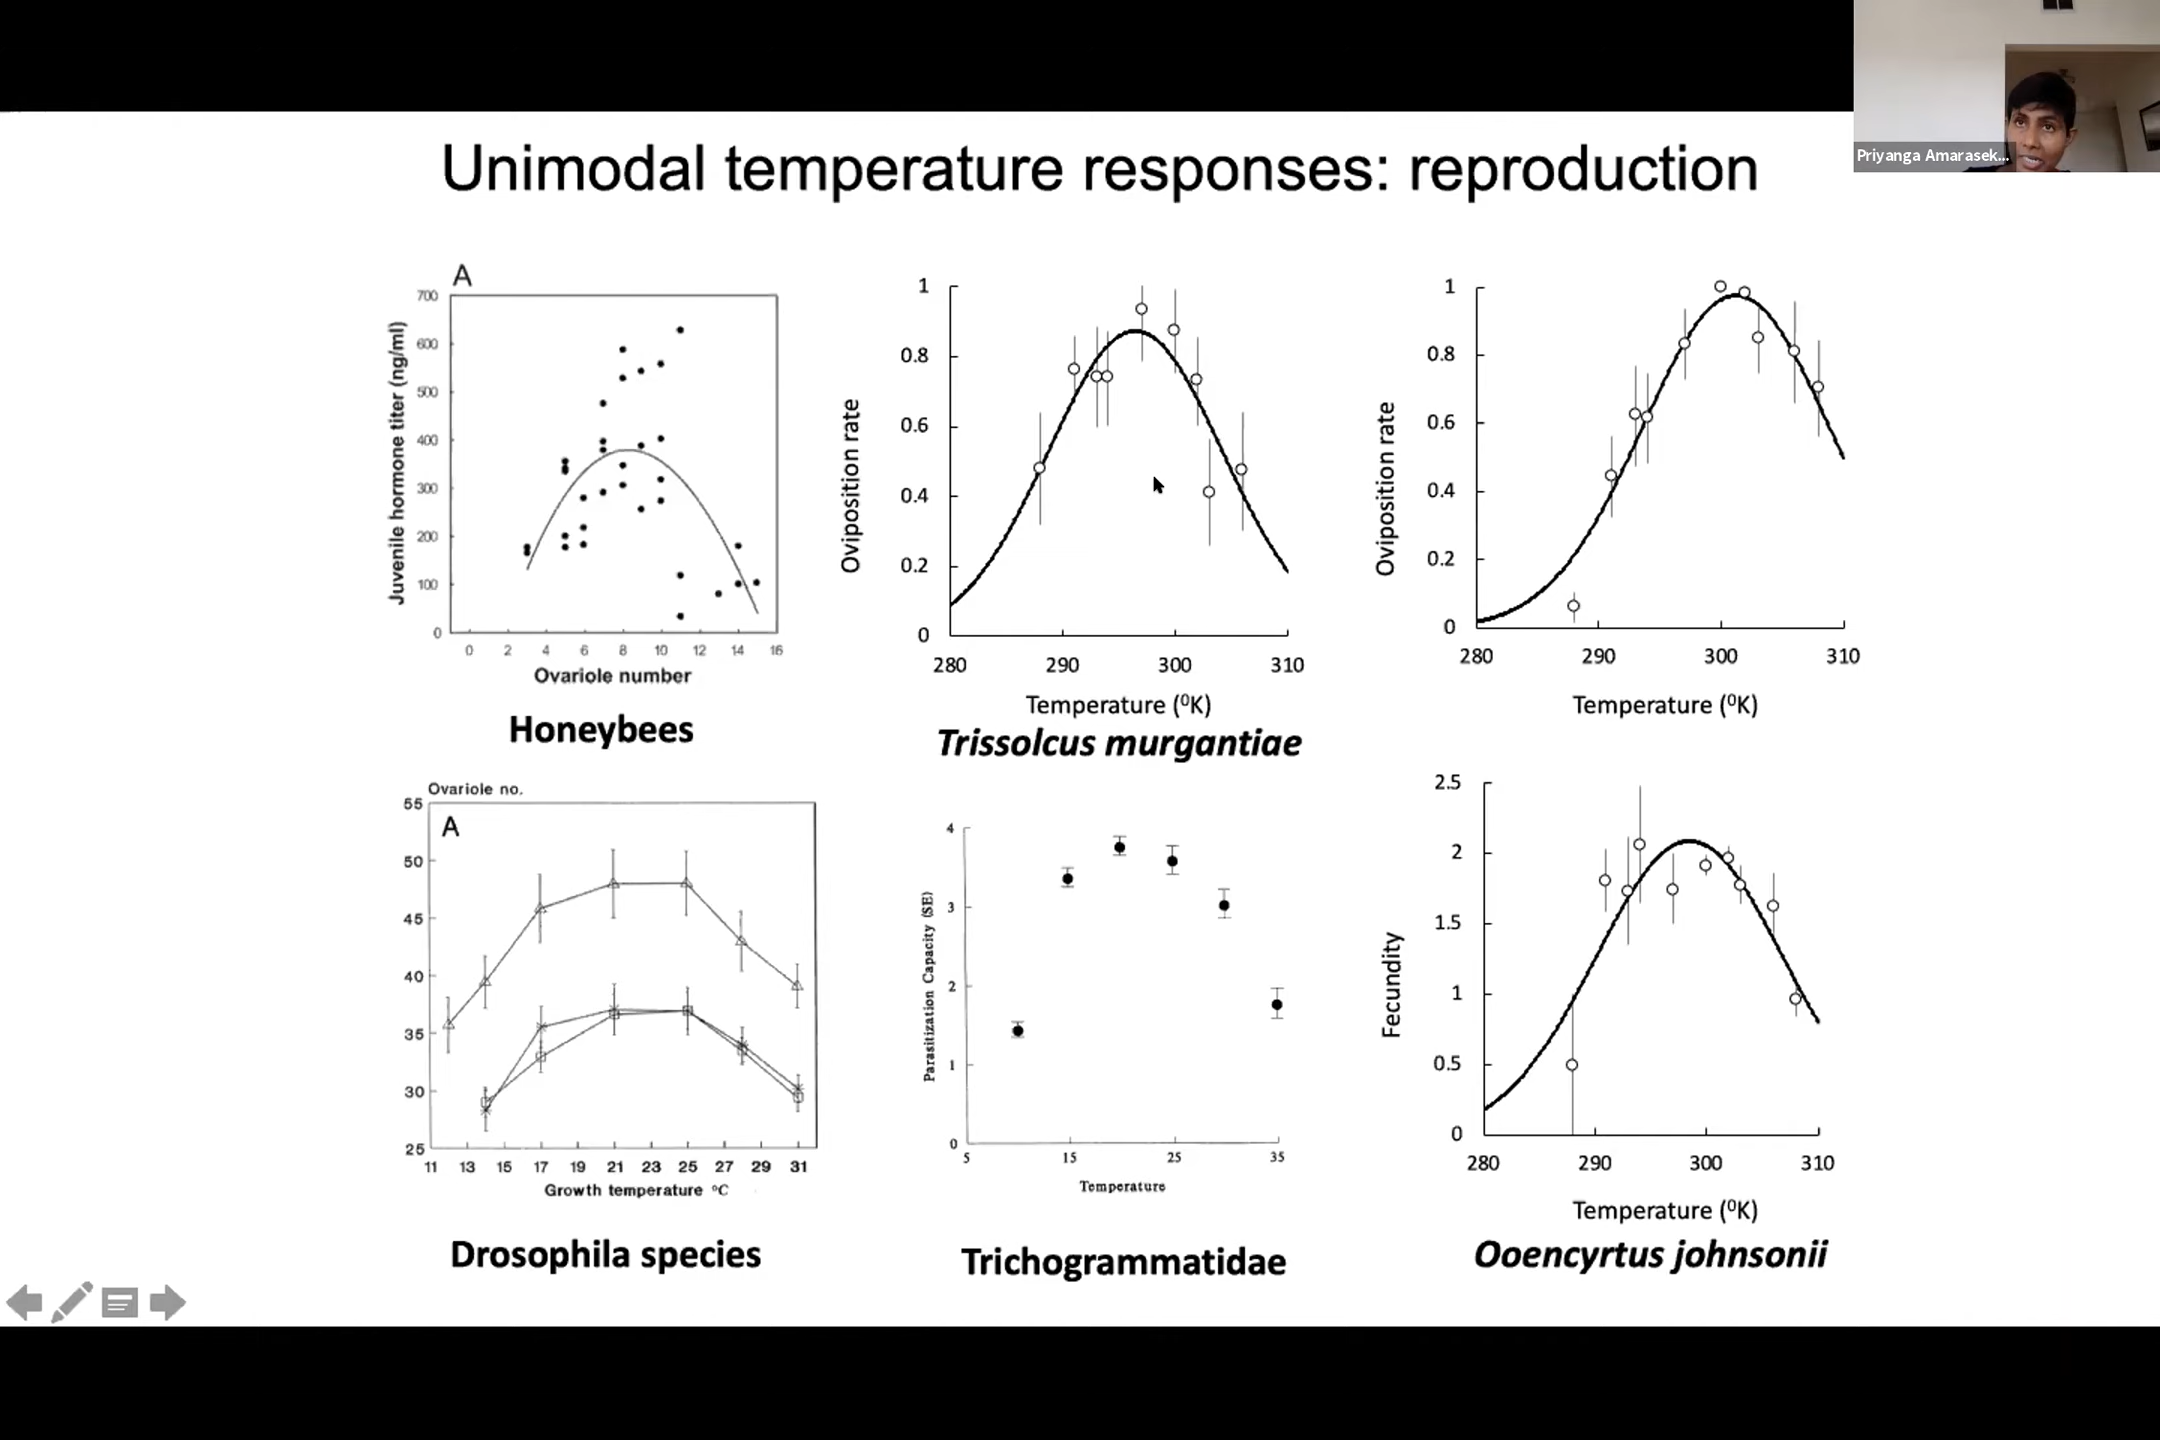 Priyanga Amarasek...
Unimodal temperature responses: reproduction
A
700
600
500
400
300
200
100
0
Juvenile hormone titer (ng/ml)
0 2 4 6 8 10 12 14 16
Ovariole number
Honeybees
1
0.8
0.6
0.4
0.2
0
Oviposition rate
280 290 300 310
Temperature (⁰K)
Trissolcus murgantiae
1
0.8
0.6
0.4
0.2
0
Oviposition rate
280 290 300 310
Temperature (⁰K)
Ovariole no.
A
55
50
45
40
35
30
25
11 13 15 17 19 21 23 25 27 29 31
Growth temperature °C
Drosophila species
4
3
2
1
0
Parasitization Capacity (SE)
5 15 25 35
Temperature
Trichogrammatidae
2.5
2
1.5
1
0.5
0
Fecundity
280 290 300 310
Temperature (⁰K)
Ooencyrtus johnsonii